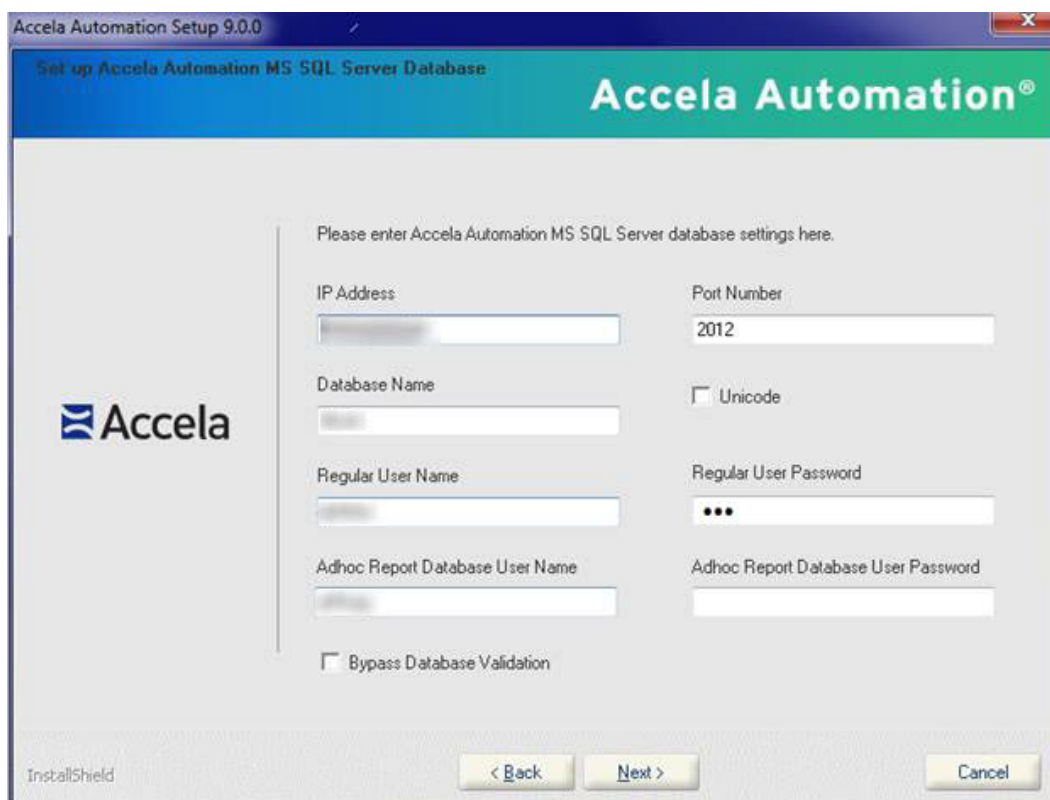 Accela Automation Setup 9.0.0
Set up Accela Automation MS SQL Server Database
Accela Automation®
Please enter Accela Automation MS SQL Server database settings here.
IP Address
Port Number
2012
Database Name
Unicode
Accela
Regular User Name
Regular User Password
•••
Adhoc Report Database User Name
Adhoc Report Database User Password
Bypass Database Validation
InstallShield
< Back
Next >
Cancel